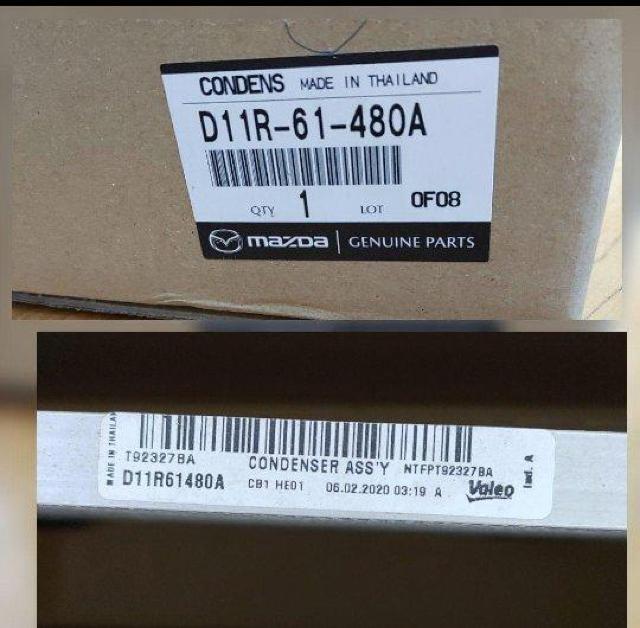 CONDENS MADE IN THAILAND
D11R-61-480A
QTY 1 LOT 0F08
mazda | GENUINE PARTS
MADE IN THAILAND
T92327BA CONDENSER ASS'Y NTFPT92327BA
D11R61480A CB1 HE01 06.02.2020 03:19 A Valeo
Ind. A